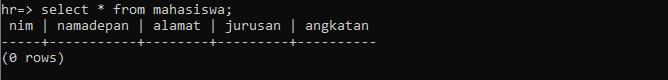 hr=> select * from mahasiswa;
 nim | namadepan | alamat | jurusan | angkatan
-----+-----------+--------+---------+----------
(0 rows)